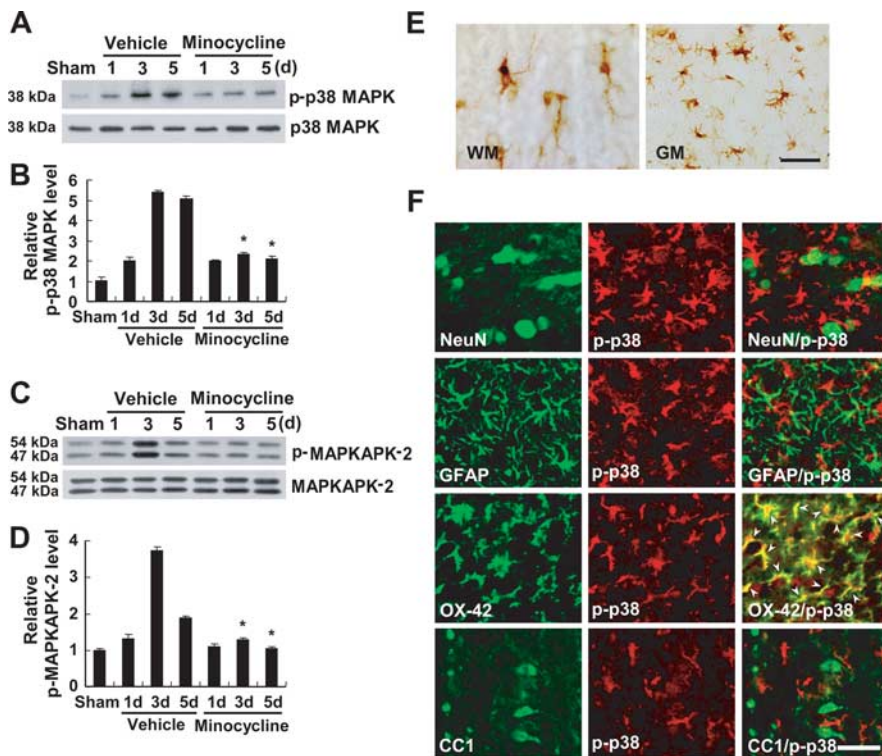 A
Vehicle
Minocycline
Sham 1 3 5 1 3 5 (d)
38 kDa
p-p38 MAPK
38 kDa
p38 MAPK
B
Relative
p-p38 MAPK level
6
5
4
3
2
1
0
* *
Sham 1d 3d 5d 1d 3d 5d
Vehicle Minocycline
C
Vehicle
Minocycline
Sham 1 3 5 1 3 5 (d)
54 kDa
47 kDa
p-MAPKAPK-2
54 kDa
47 kDa
MAPKAPK-2
D
Relative
p-MAPKAPK-2 level
4
2
1
0
* *
Sham 1d 3d 5d 1d 3d 5d
Vehicle Minocycline
E
WM
GM
F
NeuN
p-p38
NeuN/p-p38
GFAP
p-p38
GFAP/p-p38
OX-42
p-p38
OX-42/p-p38
CC1
p-p38
CC1/p-p38